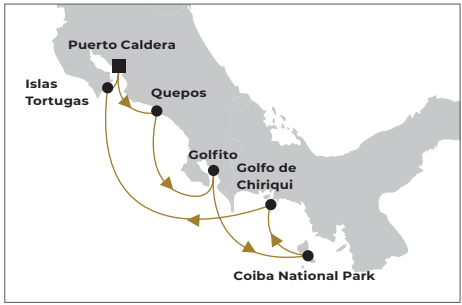 Puerto Caldera
Islas
Tortugas
Quepos
Golfito
Golfo de
Chiriqui
Coiba National Park